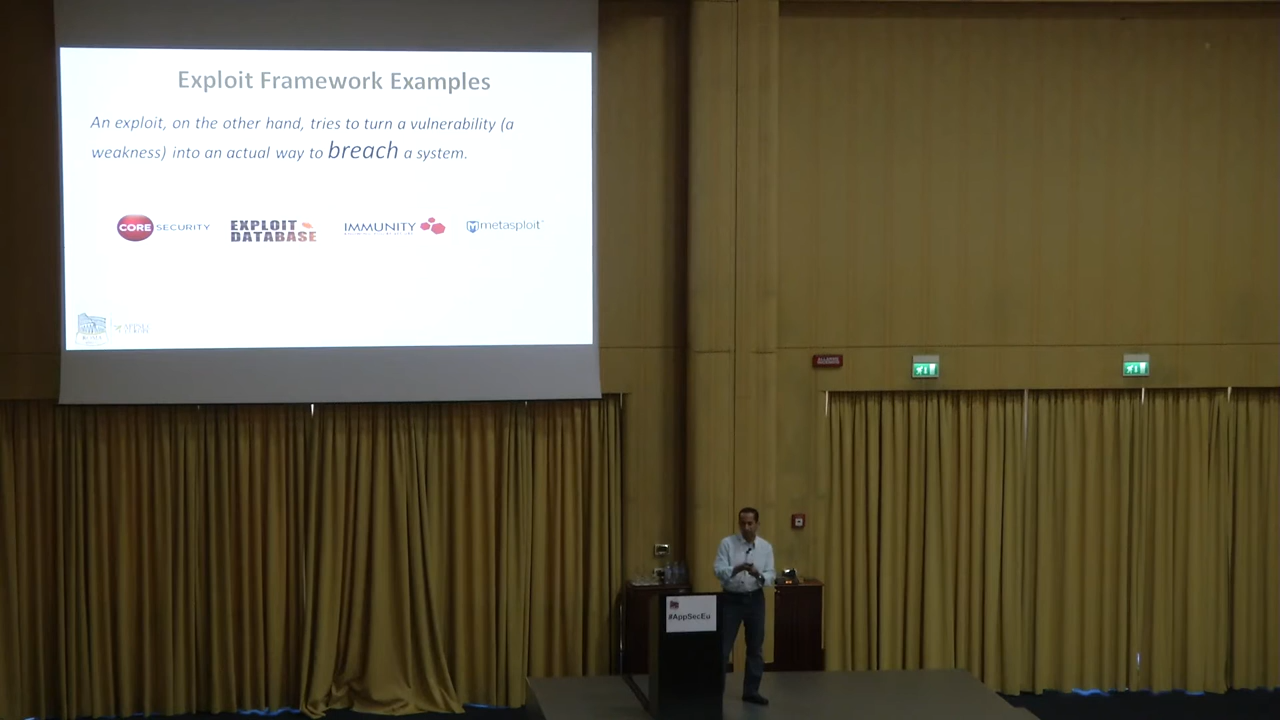 Exploit Framework Examples
An exploit, on the other hand, tries to turn a vulnerability (a
weakness) into an actual way to breach a system.
CORE SECURITY
EXPLOIT
DATABASE
IMMUNITY
metasploit
#AppSecEu